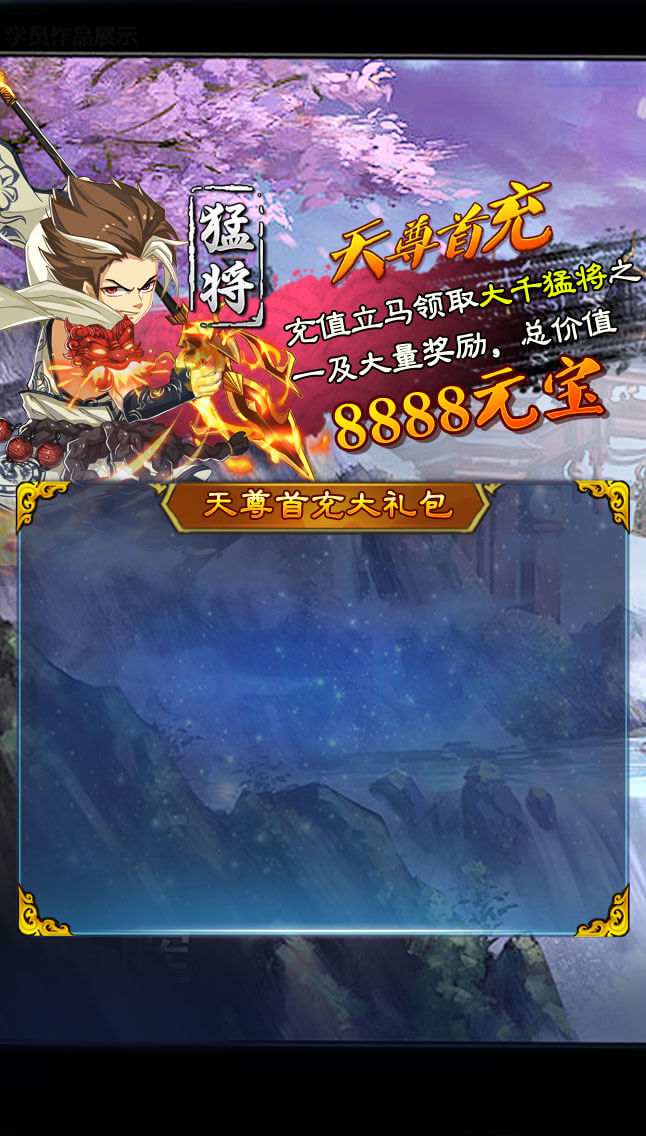 学员作品展示
猛将
天尊首充
充值立马领取大千猛将之
一及大量奖励，总价值
8888元宝
天尊首充大礼包